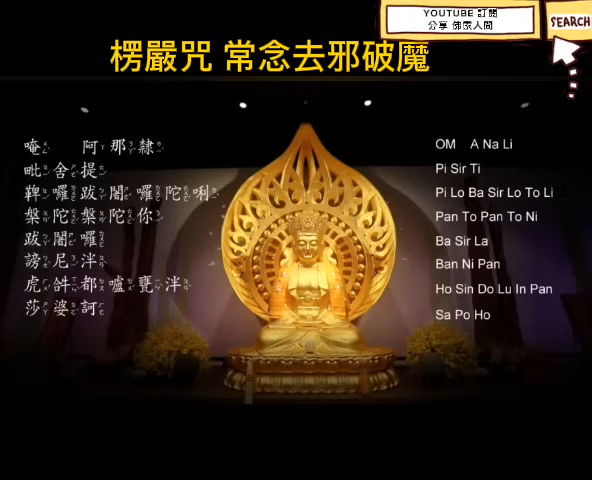 YOUTUBE 訂閱
分享 佛眾人間
SEARCH
楞嚴咒 常念去邪破魔
唵 阿那隸
毗舍提
鞞囉跋闍囉陀唎
槃陀槃陀你
跋闍囉
謗尼泮
虎𤙖都嚧甕泮
莎婆訶
OM A Na Li
Pi Sir Ti
Pi Lo Ba Sir Lo To Li
Pan To Pan To Ni
Ba Sir La
Ban Ni Pan
Ho Sin Do Lu In Pan
Sa Po Ho